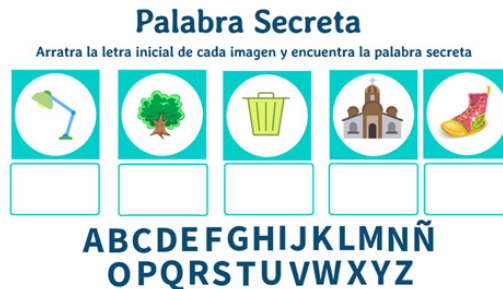 Palabra Secreta
Arratra la letra inicial de cada imagen y encuentra la palabra secreta
ABCDEFGHIJKLMNÑ
OPQRSTUVWXYZ